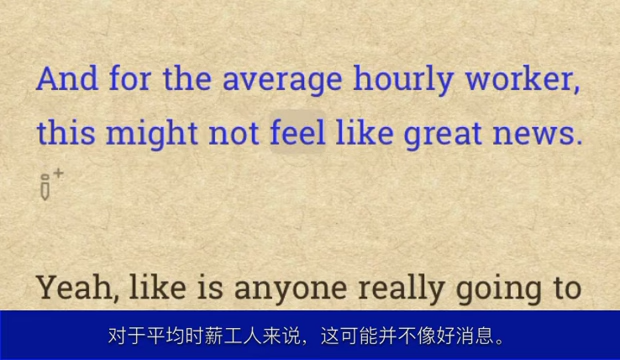 And for the average hourly worker,
this might not feel like great news.
Yeah, like is anyone really going to
对于平均时薪工人来说，这可能并不像好消息。